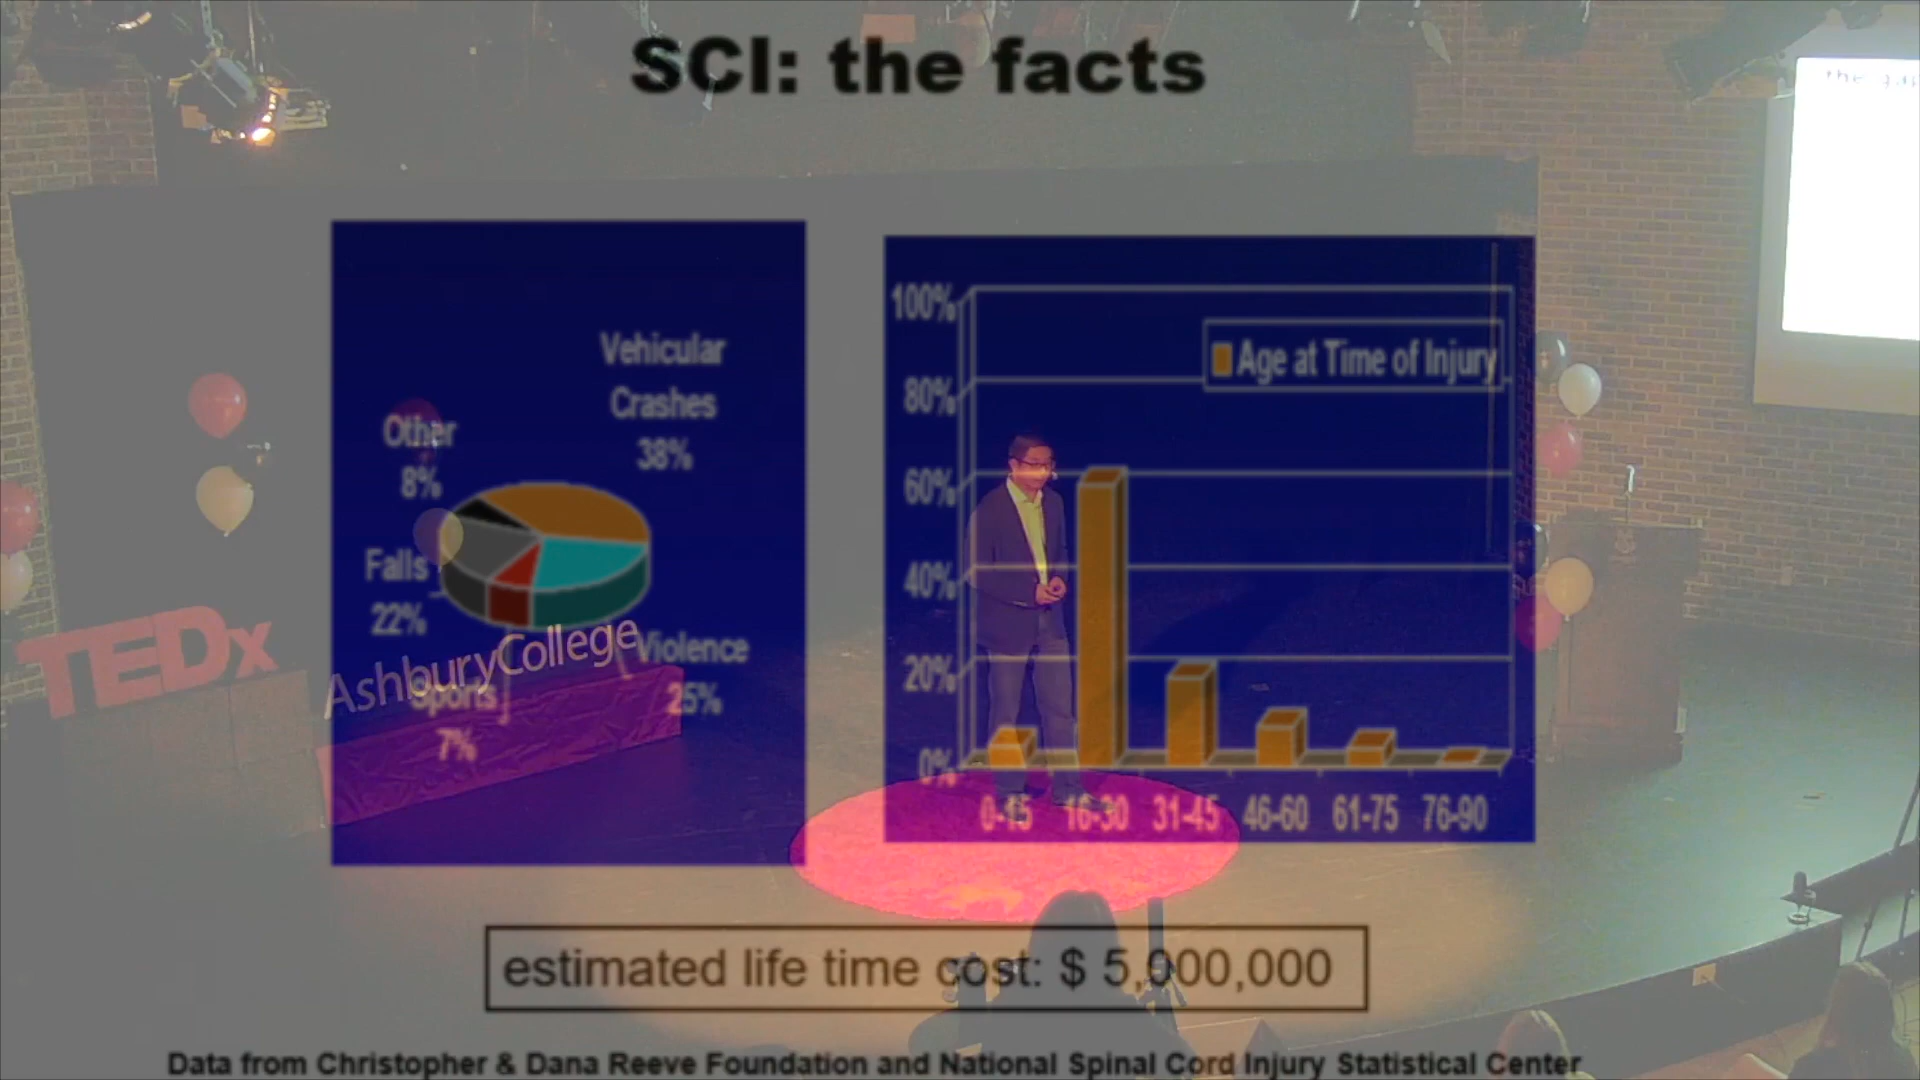 SCI: the facts
the
Vehicular
Crashes
38%
Other
8%
Falls
22%
Violence
25%
Sports
7%
100%
80%
60%
40%
20%
0%
Age at Time of Injury
0-15 16-30 31-45 46-60 61-75 76-90
TEDx
AshburyCollege
estimated life time cost: $ 5,000,000
Data from Christopher & Dana Reeve Foundation and National Spinal Cord Injury Statistical Center